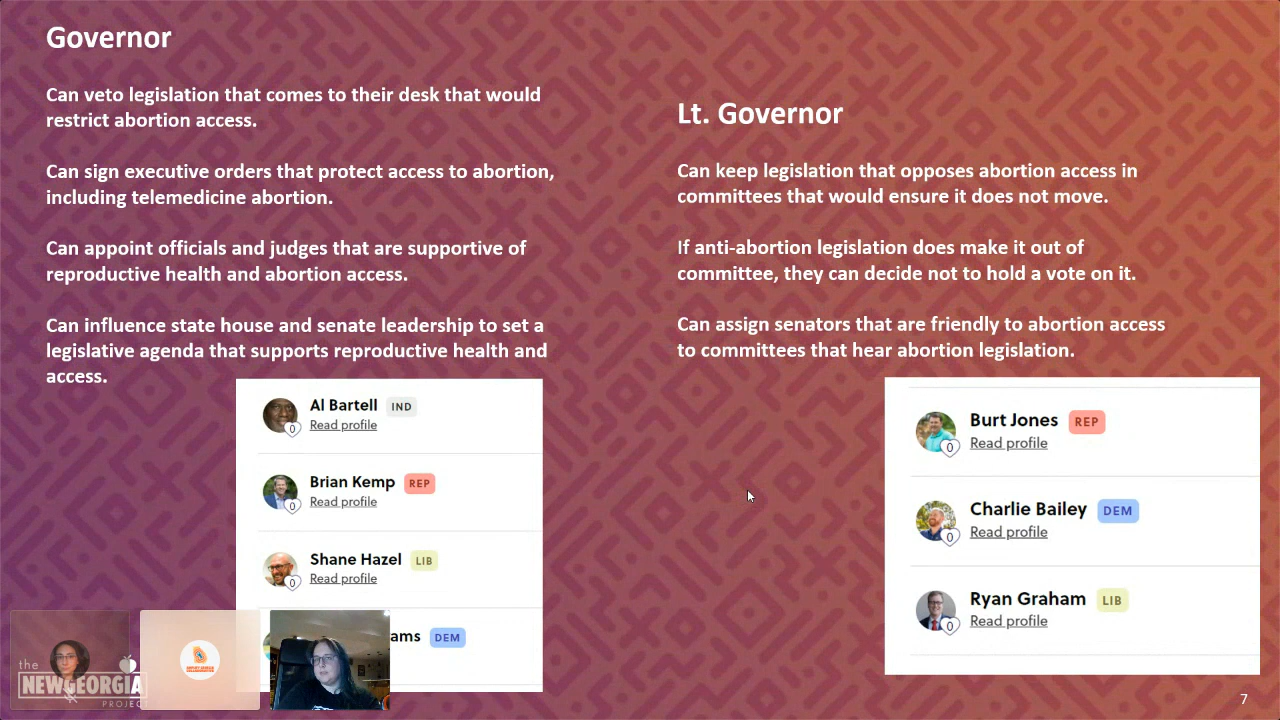 Governor
Can veto legislation that comes to their desk that would
restrict abortion access.
Can sign executive orders that protect access to abortion,
including telemedicine abortion.
Can appoint officials and judges that are supportive of
reproductive health and abortion access.
Can influence state house and senate leadership to set a
legislative agenda that supports reproductive health and
access.
Al Bartell IND
0 Read profile
Brian Kemp REP
0 Read profile
Shane Hazel LIB
0 Read profile
ams DEM
Lt. Governor
Can keep legislation that opposes abortion access in
committees that would ensure it does not move.
If anti-abortion legislation does make it out of
committee, they can decide not to hold a vote on it.
Can assign senators that are friendly to abortion access
to committees that hear abortion legislation.
Burt Jones REP
0 Read profile
Charlie Bailey DEM
0 Read profile
Ryan Graham LIB
0 Read profile
the
NEWGEORGIA
PROJECT
7